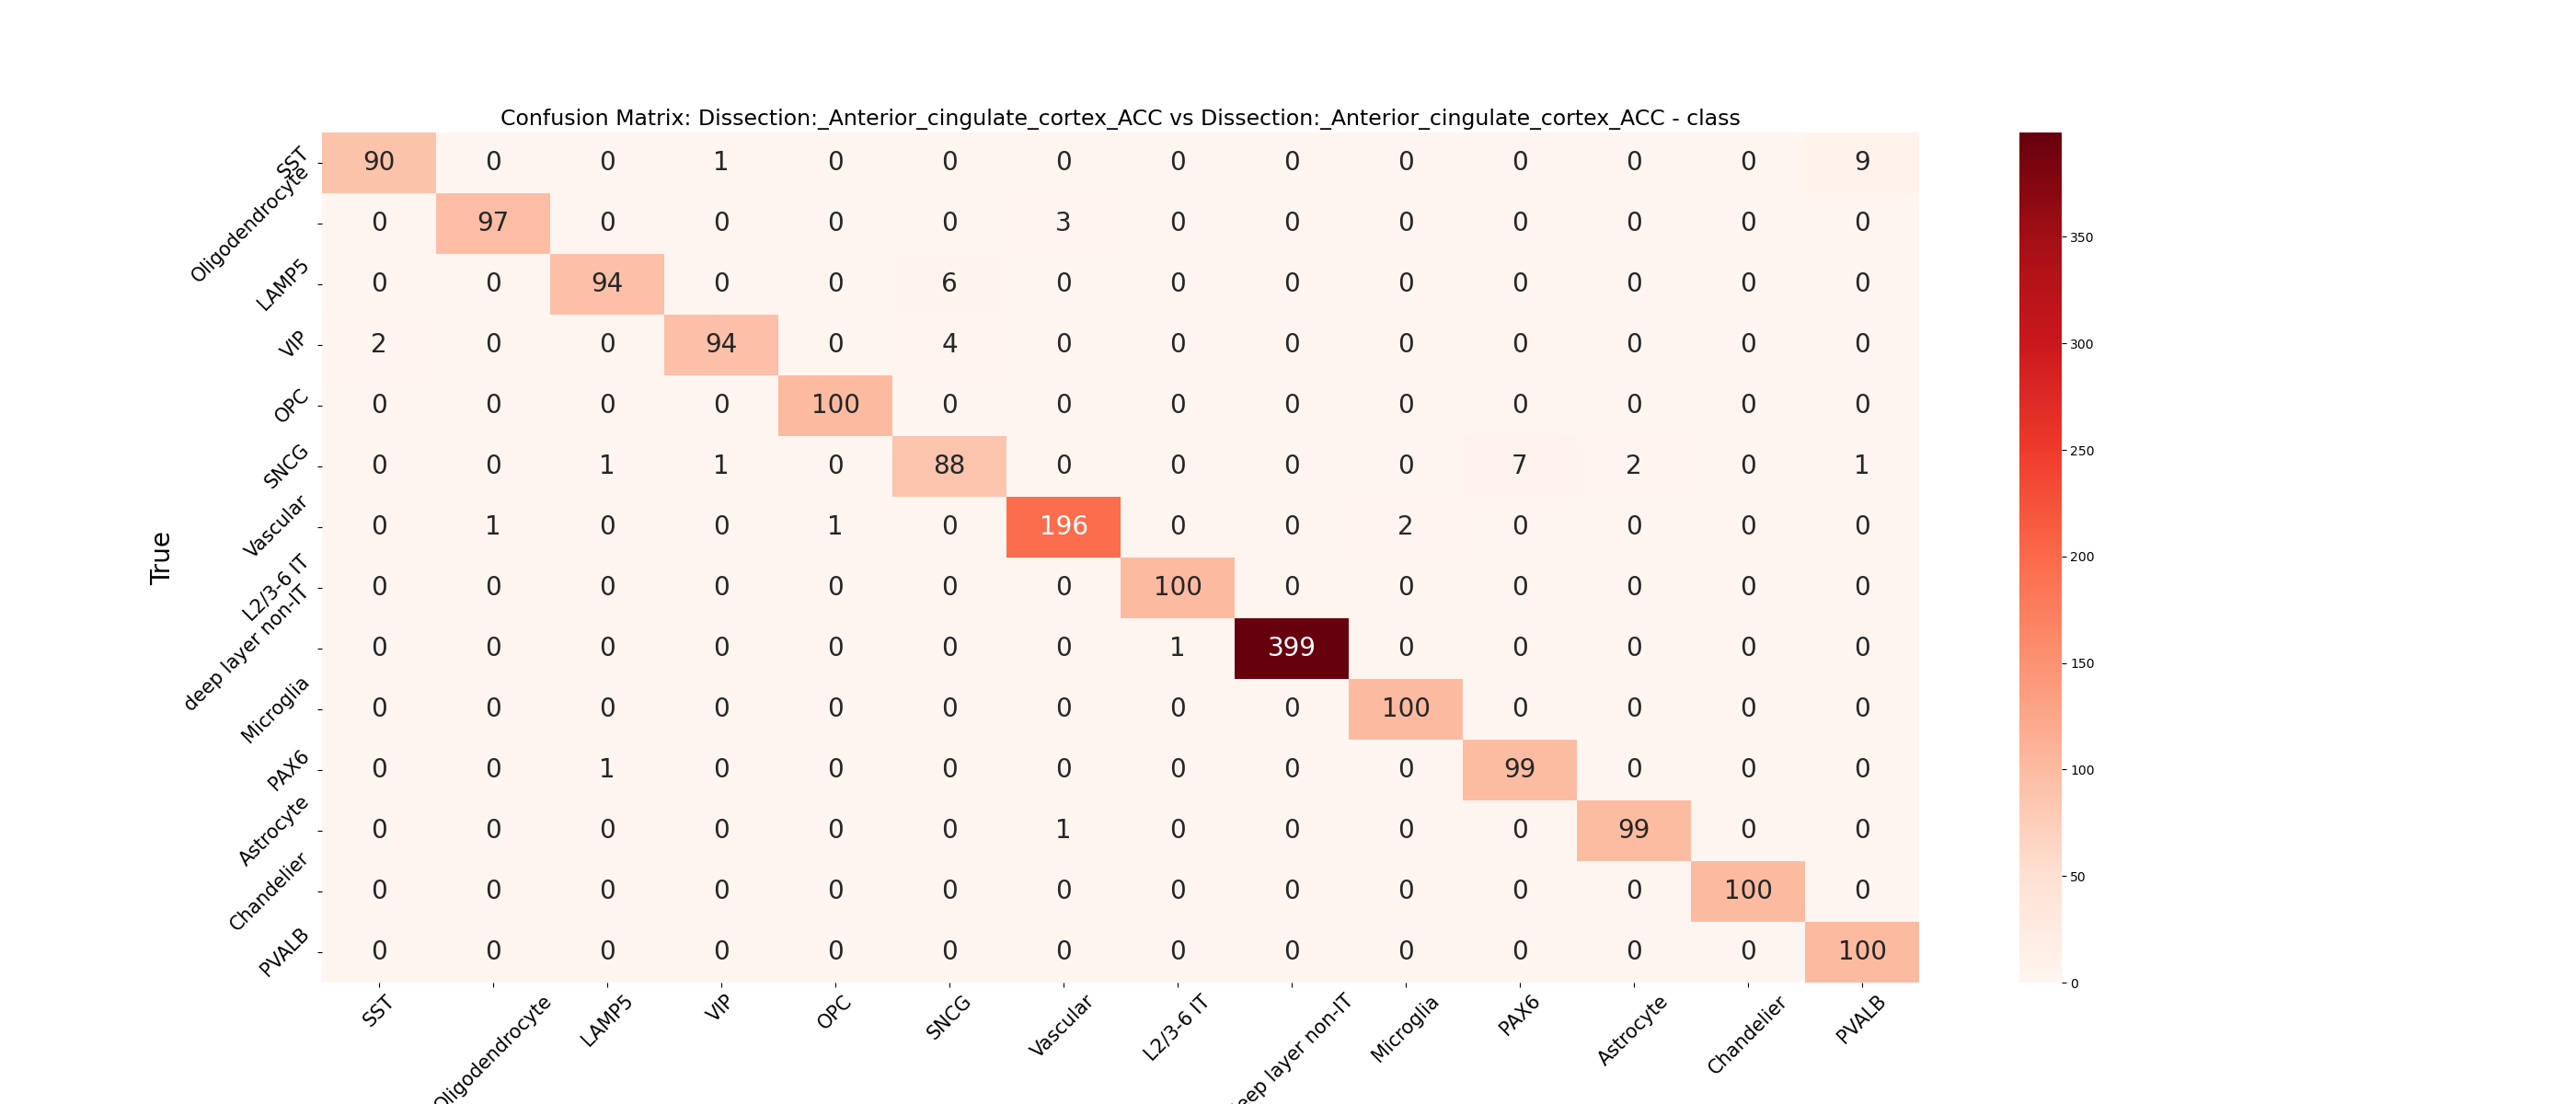 Confusion Matrix: Dissection:_Anterior_cingulate_cortex_ACC vs Dissection:_Anterior_cingulate_cortex_ACC - class
SST 90 0 0 1 0 0 0 0 0 0 0 0 0 9
Oligodendrocyte 0 97 0 0 0 0 3 0 0 0 0 0 0 0
LAMP5 0 0 94 0 0 6 0 0 0 0 0 0 0 0
VIP 2 0 0 94 0 4 0 0 0 0 0 0 0 0
OPC 0 0 0 0 100 0 0 0 0 0 0 0 0 0
SNCG 0 0 1 1 0 88 0 0 0 0 7 2 0 1
Vascular 0 1 0 0 1 0 196 0 0 2 0 0 0 0
L2/3-6 IT 0 0 0 0 0 0 0 100 0 0 0 0 0 0
deep layer non-IT 0 0 0 0 0 0 0 1 399 0 0 0 0 0
Microglia 0 0 0 0 0 0 0 0 0 100 0 0 0 0
PAX6 0 0 1 0 0 0 0 0 0 0 99 0 0 0
Astrocyte 0 0 0 0 0 0 1 0 0 0 0 99 0 0
Chandelier 0 0 0 0 0 0 0 0 0 0 0 0 100 0
PVALB 0 0 0 0 0 0 0 0 0 0 0 0 0 100
True
SST Oligodendrocyte LAMP5 VIP OPC SNCG Vascular L2/3-6 IT eep layer non-IT Microglia PAX6 Astrocyte Chandelier PVALB
350
300
250
200
150
100
50
0